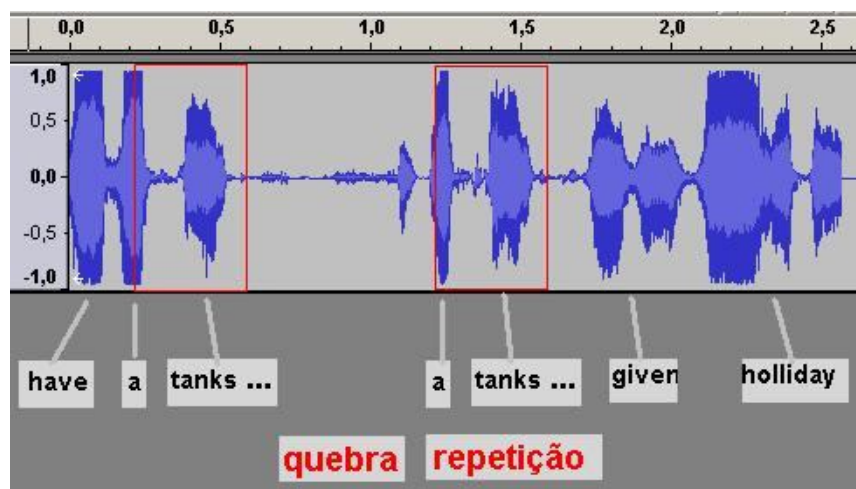 0,0 0,5 1,0 1,5 2,0 2,5
1,0
0,5
0,0
-0,5
-1,0
have a tanks ... a tanks ... given holliday
quebra repetição